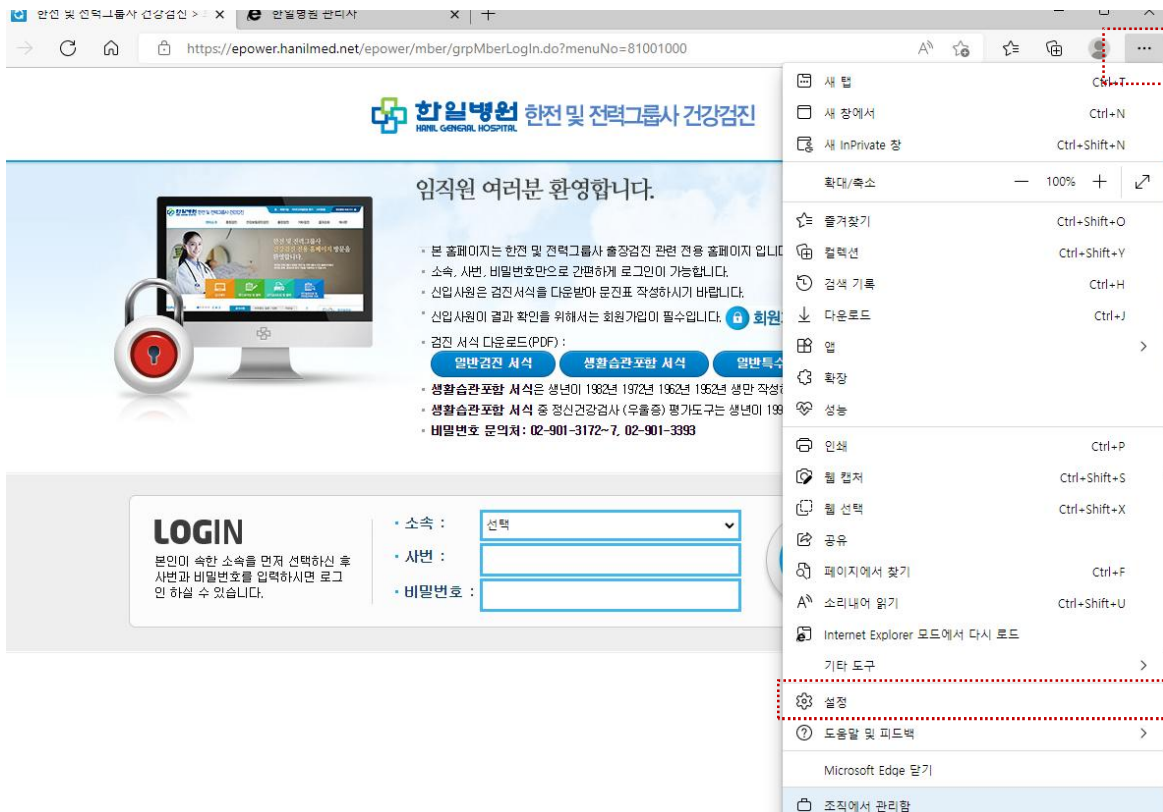 한전 및 전력그룹사 건강검진 >
한일병원 관리자
https://epower.hanilmed.net/epower/mber/grpMberLogIn.do?menuNo=81001000
한일병원 한전 및 전력그룹사 건강검진
HANIL GENERAL HOSPITAL
임직원 여러분 환영합니다.
본 홈페이지는 한전 및 전력그룹사 출장검진 관련 전용 홈페이지 입니
소속, 사번, 비밀번호만으로 간편하게 로그인이 가능합니다.
신입사원은 검진서식을 다운받아 문진표 작성하시기 바랍니다.
신입사원이 결과 확인을 위해서는 회원가입이 필수입니다. 회원
검진 서식 다운로드(PDF) :
일반검진 서식 생활습관포함 서식 일반특수
생활습관포함 서식은 생년이 1982년 1972년 1962년 1952년 생만 작성
생활습관포함 서식 중 정신건강검사 (우울증) 평가도구는 생년이 199
비밀번호 문의처: 02-901-3172~7, 02-901-3393
LOGIN
본인이 속한 소속을 먼저 선택하신 후
사번과 비밀번호를 입력하시면 로그
인 하실 수 있습니다.
소속 : 선택
사번 :
비밀번호 :
새 탭 Ctrl+T
새 창에서 Ctrl+N
새 InPrivate 창 Ctrl+Shift+N
확대/축소 — 100% +
즐겨찾기 Ctrl+Shift+O
컬렉션 Ctrl+Shift+Y
검색 기록 Ctrl+H
다운로드 Ctrl+J
앱
확장
성능
인쇄 Ctrl+P
웹 캡처 Ctrl+Shift+S
웹 선택 Ctrl+Shift+X
공유
페이지에서 찾기 Ctrl+F
소리내어 읽기 Ctrl+Shift+U
Internet Explorer 모드에서 다시 로드
기타 도구
설정
도움말 및 피드백
Microsoft Edge 닫기
조직에서 관리함